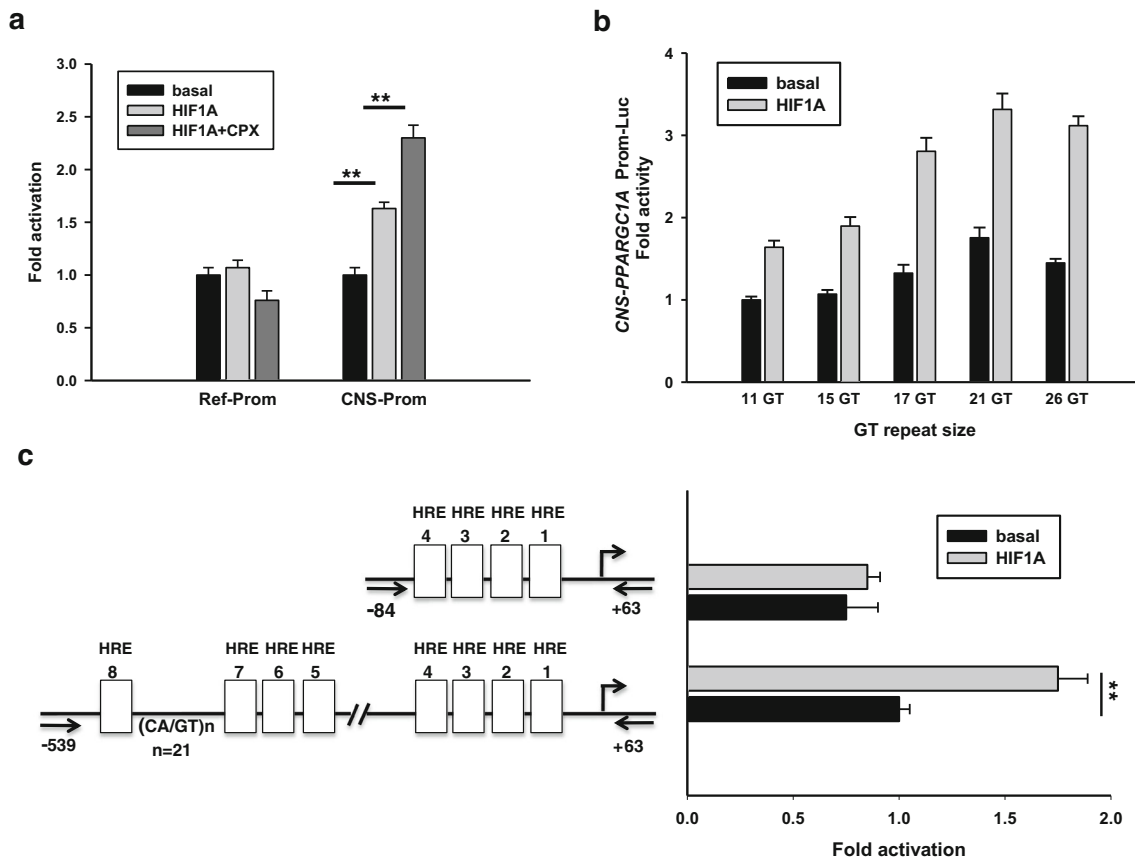 a
3.0
2.5
2.0
1.5
1.0
0.5
0.0
Fold activation
basal
HIF1A
HIF1A+CPX
**
**
Ref-Prom
CNS-Prom
b
4
3
2
1
0
CNS-PPARGC1A Prom-Luc
Fold activity
basal
HIF1A
11 GT
15 GT
17 GT
21 GT
26 GT
GT repeat size
c
HRE HRE HRE HRE
4 3 2 1
-84
+63
HRE HRE HRE HRE HRE HRE HRE HRE
8 7 6 5 4 3 2 1
(CA/GT)n
n=21
-539
+63
basal
HIF1A
**
0.0 0.5 1.0 1.5 2.0
Fold activation